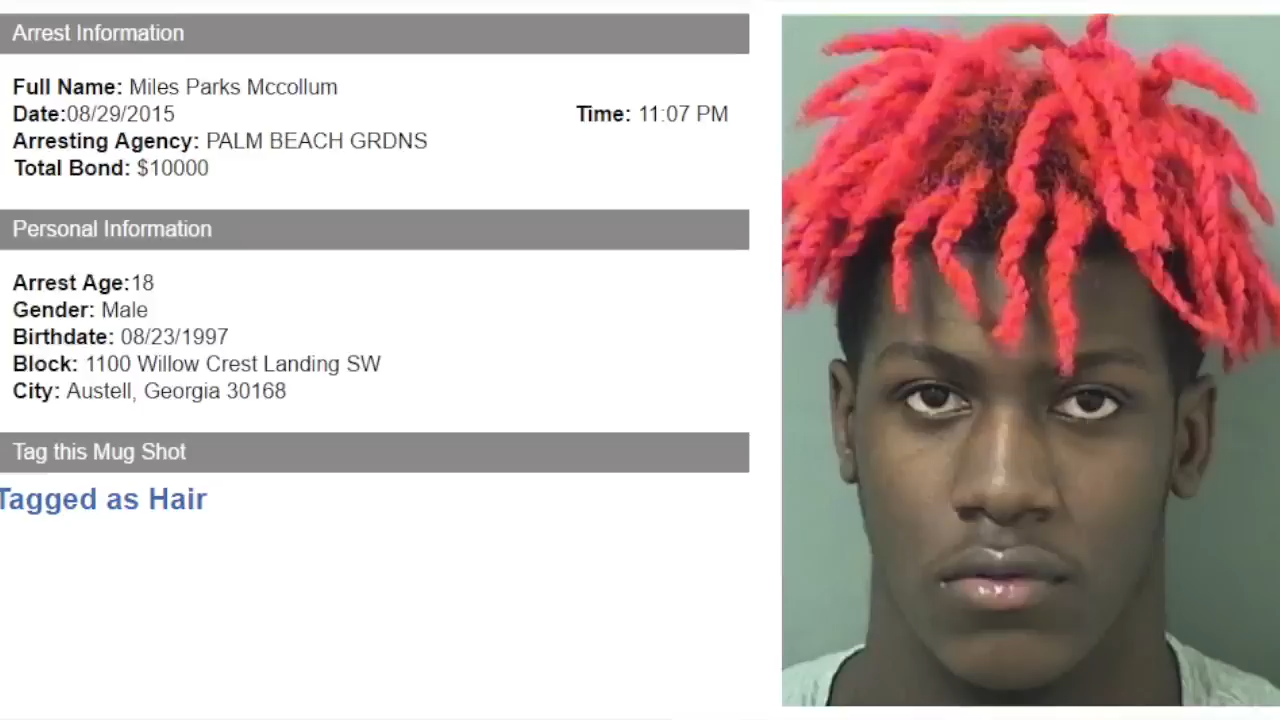 Arrest Information
Full Name: Miles Parks Mccollum
Date:08/29/2015 Time: 11:07 PM
Arresting Agency: PALM BEACH GRDNS
Total Bond: $10000
Personal Information
Arrest Age:18
Gender: Male
Birthdate: 08/23/1997
Block: 1100 Willow Crest Landing SW
City: Austell, Georgia 30168
Tag this Mug Shot
Tagged as Hair